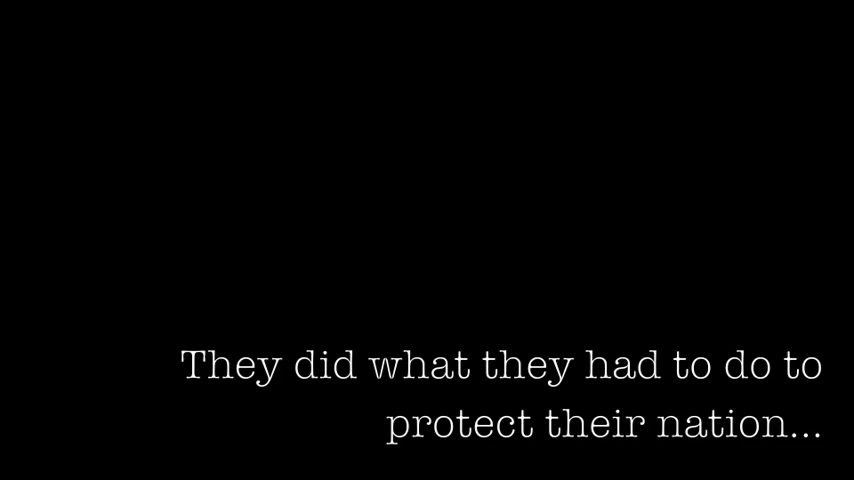 They did what they had to do to
protect their nation...